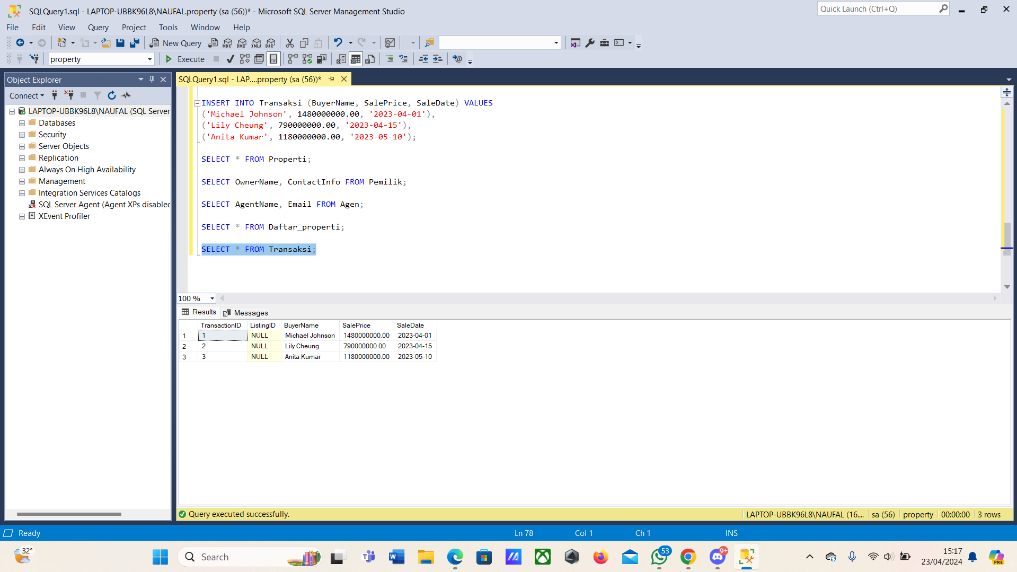 SQLQuery1.sql - LAPTOP-UBBK96L8\NAUFAL.property (sa (56))* - Microsoft SQL Server Management Studio
Quick Launch (Ctrl+Q)
File Edit View Query Project Tools Window Help
New Query
property Execute
Object Explorer
SQLQuery1.sql - LAP....property (sa (56))*
Connect
LAPTOP-UBBK96L8\NAUFAL (SQL Server
Databases
Security
Server Objects
Replication
Always On High Availability
Management
Integration Services Catalogs
SQL Server Agent (Agent XPs disabled
XEvent Profiler
INSERT INTO Transaksi (BuyerName, SalePrice, SaleDate) VALUES
('Michael Johnson', 1480000000.00, '2023-04-01'),
('Lily Cheung', 790000000.00, '2023-04-15'),
('Anita Kumar', 1180000000.00, '2023-05-10');
SELECT * FROM Properti;
SELECT OwnerName, ContactInfo FROM Pemilik;
SELECT AgentName, Email FROM Agen;
SELECT * FROM Daftar_properti;
SELECT * FROM Transaksi;
100 %
Results Messages
TransactionID ListingID BuyerName SalePrice SaleDate
1 1 NULL Michael Johnson 1480000000.00 2023-04-01
2 2 NULL Lily Cheung 790000000.00 2023-04-15
3 3 NULL Anita Kumar 1180000000.00 2023-05-10
Query executed successfully. LAPTOP-UBBK96L8\NAUFAL (16.... sa (56) property 00:00:00 3 rows
Ready Ln 78 Col 1 Ch 1 INS
32° Search 53 15:17
23/04/2024